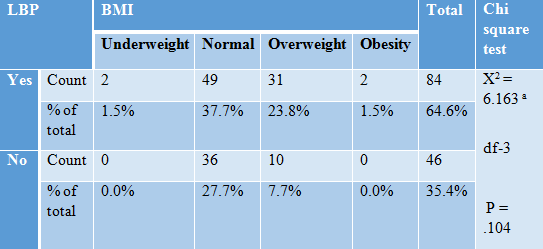 LBP BMI Total Chi square test
Underweight Normal Overweight Obesity
Yes Count 2 49 31 2 84 X2 = 6.163 a
% of total 1.5% 37.7% 23.8% 1.5% 64.6%
df-3
No Count 0 36 10 0 46
% of total 0.0% 27.7% 7.7% 0.0% 35.4% P = .104